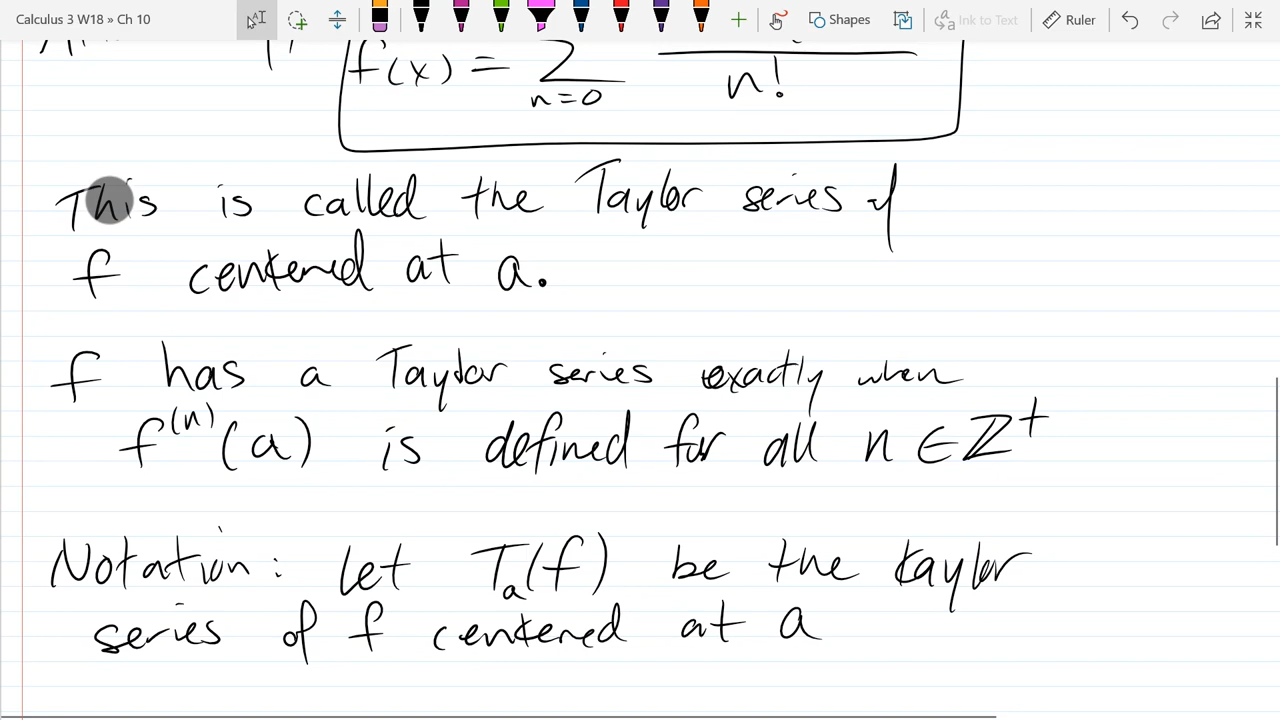 Calculus 3 W18 » Ch 10
Shapes
Ink to Text
Ruler
f(x) = Σ n=0 n!
This is called the Taylor series of
f centered at a.
f has a Taylor series exactly when
f^(n)(a) is defined for all n ∈ ℤ⁺
Notation: Let Tₐ(f) be the taylor
series of f centered at a